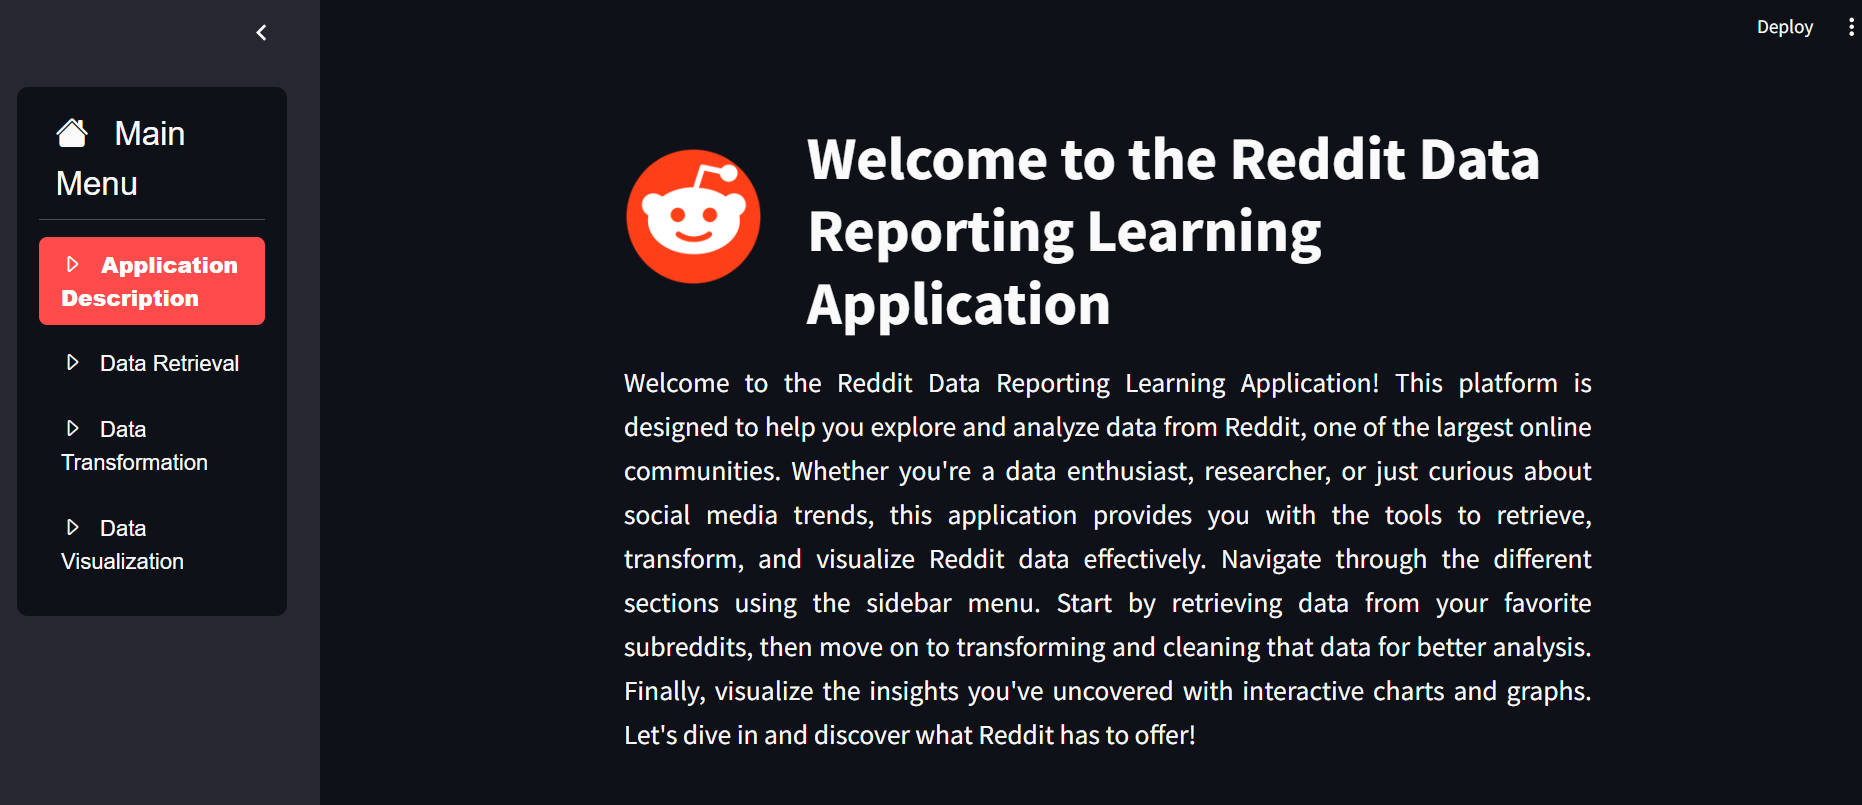 Deploy
Main
Menu
Application
Description
Data Retrieval
Data
Transformation
Data
Visualization
Welcome to the Reddit Data
Reporting Learning
Application
Welcome to the Reddit Data Reporting Learning Application! This platform is
designed to help you explore and analyze data from Reddit, one of the largest online
communities. Whether you're a data enthusiast, researcher, or just curious about
social media trends, this application provides you with the tools to retrieve,
transform, and visualize Reddit data effectively. Navigate through the different
sections using the sidebar menu. Start by retrieving data from your favorite
subreddits, then move on to transforming and cleaning that data for better analysis.
Finally, visualize the insights you've uncovered with interactive charts and graphs.
Let's dive in and discover what Reddit has to offer!